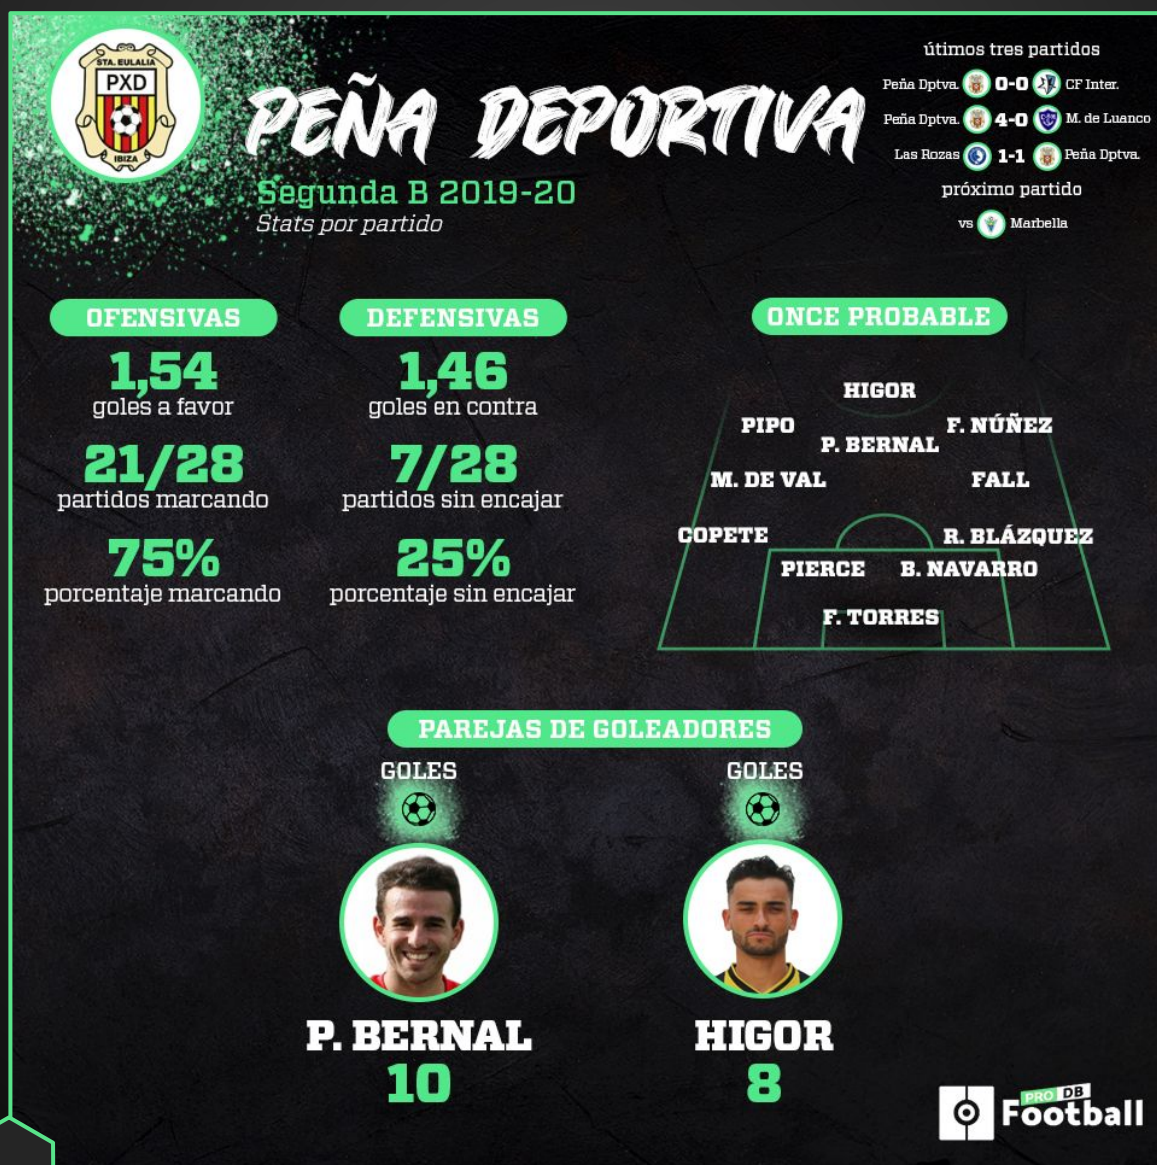 STA. EULALIA
PXD
IBIZA
PEÑA DEPORTIVA
Segunda B 2019-20
Stats por partido
útimos tres partidos
Peña Dptva. 0-0 CF Inter.
Peña Dptva. 4-0 M. de Luanco
Las Rozas 1-1 Peña Dptva.
próximo partido
vs Marbella
OFENSIVAS
1,54
goles a favor
21/28
partidos marcando
75%
porcentaje marcando
DEFENSIVAS
1,46
goles en contra
7/28
partidos sin encajar
25%
porcentaje sin encajar
ONCE PROBABLE
HIGOR
PIPO F. NÚÑEZ
P. BERNAL
M. DE VAL FALL
COPETE R. BLÁZQUEZ
PIERCE B. NAVARRO
F. TORRES
PAREJAS DE GOLEADORES
GOLES
P. BERNAL
10
GOLES
HIGOR
8
PRO DB
Football